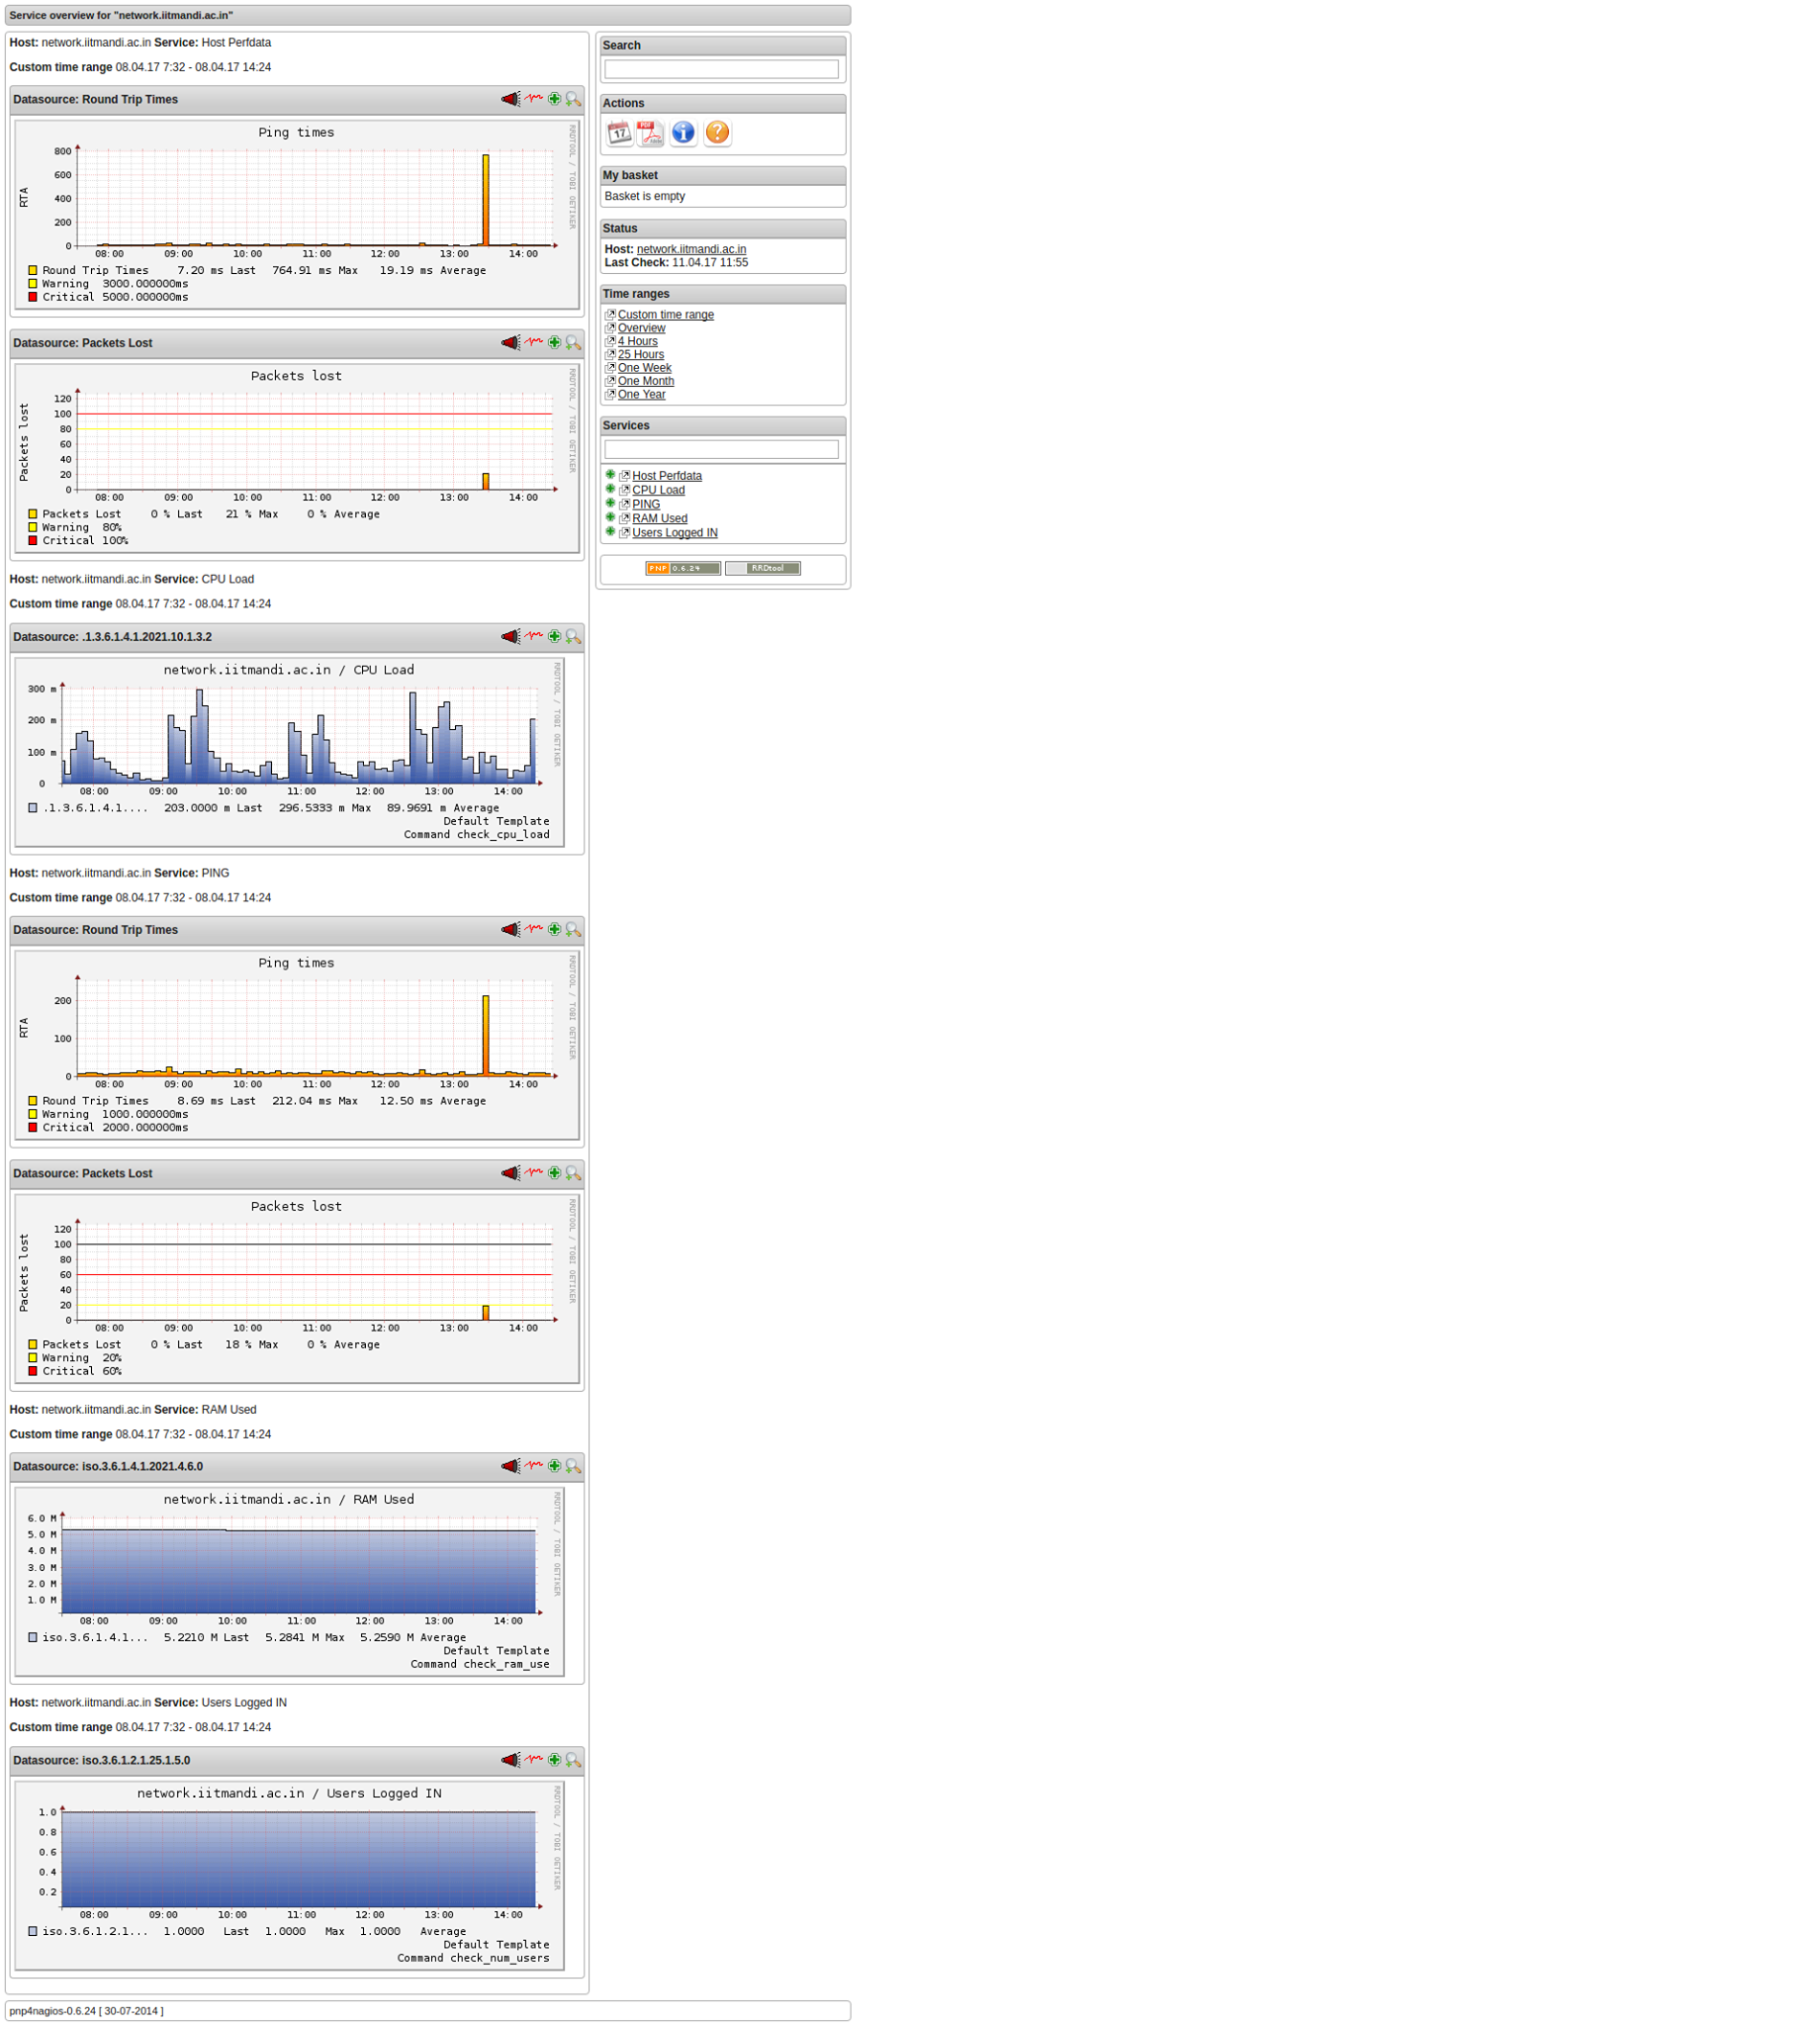 Service overview for "network.iitmandi.ac.in"
Host: network.iitmandi.ac.in Service: Host Perfdata
Custom time range 08.04.17 7:32 - 08.04.17 14:24
Datasource: Round Trip Times
Ping times
RTA
800
600
400
200
0
08:00 09:00 10:00 11:00 12:00 13:00 14:00
Round Trip Times 7.20 ms Last 764.91 ms Max 19.19 ms Average
Warning 3000.000000ms
Critical 5000.000000ms
RRDTOOL / TOBI OETIKER
Datasource: Packets Lost
Packets lost
Packets lost
120
100
80
60
40
20
0
08:00 09:00 10:00 11:00 12:00 13:00 14:00
Packets Lost 0 % Last 21 % Max 0 % Average
Warning 80%
Critical 100%
RRDTOOL / TOBI OETIKER
Host: network.iitmandi.ac.in Service: CPU Load
Custom time range 08.04.17 7:32 - 08.04.17 14:24
Datasource: .1.3.6.1.4.1.2021.10.1.3.2
network.iitmandi.ac.in / CPU Load
300 m
200 m
100 m
0
08:00 09:00 10:00 11:00 12:00 13:00 14:00
.1.3.6.1.4.1.... 203.0000 m Last 296.5333 m Max 89.9691 m Average
Default Template
Command check_cpu_load
RRDTOOL / TOBI OETIKER
Host: network.iitmandi.ac.in Service: PING
Custom time range 08.04.17 7:32 - 08.04.17 14:24
Datasource: Round Trip Times
Ping times
RTA
200
100
0
08:00 09:00 10:00 11:00 12:00 13:00 14:00
Round Trip Times 8.69 ms Last 212.04 ms Max 12.50 ms Average
Warning 1000.000000ms
Critical 2000.000000ms
RRDTOOL / TOBI OETIKER
Datasource: Packets Lost
Packets lost
Packets lost
120
100
80
60
40
20
0
08:00 09:00 10:00 11:00 12:00 13:00 14:00
Packets Lost 0 % Last 18 % Max 0 % Average
Warning 20%
Critical 60%
RRDTOOL / TOBI OETIKER
Host: network.iitmandi.ac.in Service: RAM Used
Custom time range 08.04.17 7:32 - 08.04.17 14:24
Datasource: iso.3.6.1.4.1.2021.4.6.0
network.iitmandi.ac.in / RAM Used
6.0 M
5.0 M
4.0 M
3.0 M
2.0 M
1.0 M
08:00 09:00 10:00 11:00 12:00 13:00 14:00
iso.3.6.1.4.1... 5.2210 M Last 5.2841 M Max 5.2590 M Average
Default Template
Command check_ram_use
RRDTOOL / TOBI OETIKER
Host: network.iitmandi.ac.in Service: Users Logged IN
Custom time range 08.04.17 7:32 - 08.04.17 14:24
Datasource: iso.3.6.1.2.1.25.1.5.0
network.iitmandi.ac.in / Users Logged IN
1.0
0.8
0.6
0.4
0.2
08:00 09:00 10:00 11:00 12:00 13:00 14:00
iso.3.6.1.2.1... 1.0000 Last 1.0000 Max 1.0000 Average
Default Template
Command check_num_users
RRDTOOL / TOBI OETIKER
Search
Actions
17
PDF
My basket
Basket is empty
Status
Host: network.iitmandi.ac.in
Last Check: 11.04.17 11:55
Time ranges
Custom time range
Overview
4 Hours
25 Hours
One Week
One Month
One Year
Services
Host Perfdata
CPU Load
PING
RAM Used
Users Logged IN
PNP 0.6.24 RRDtool
pnp4nagios-0.6.24 [ 30-07-2014 ]